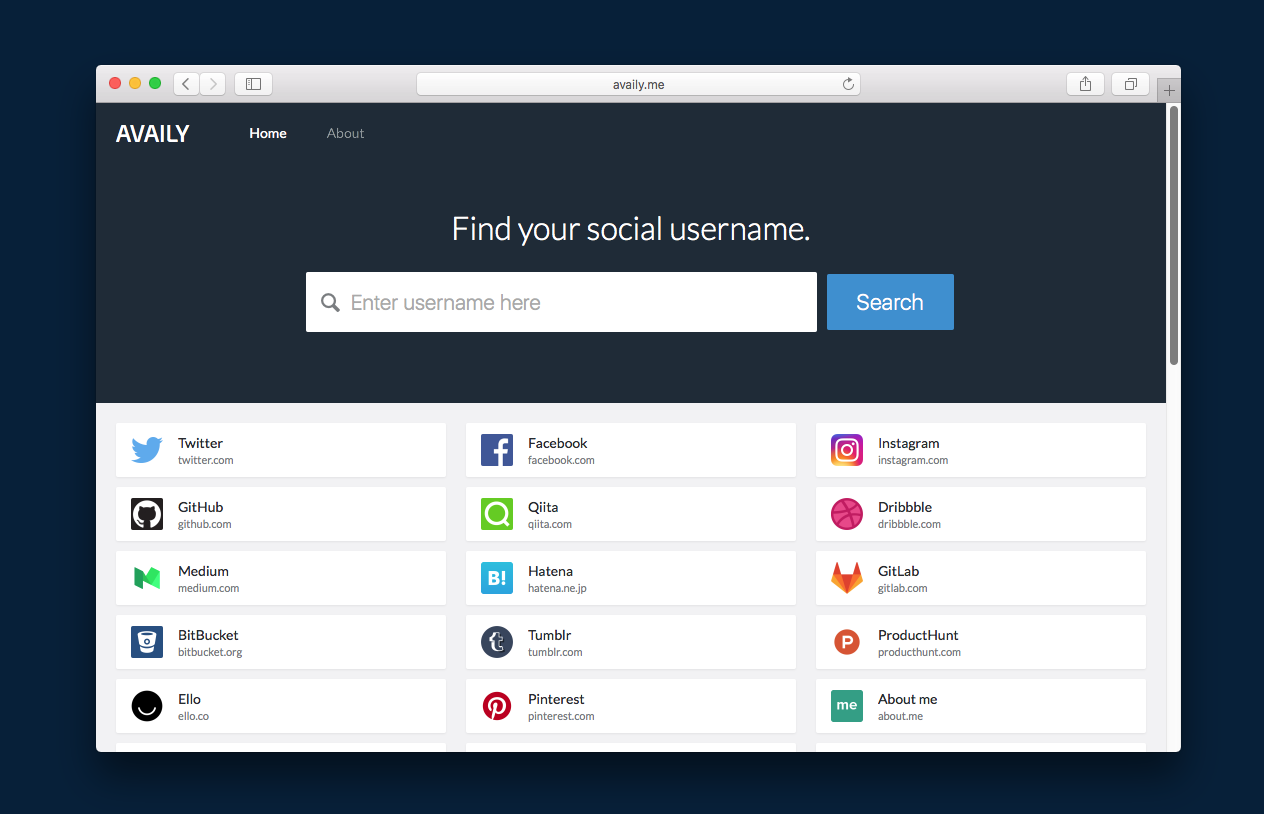 availy.me
AVAILY Home About
Find your social username.
Enter username here Search
Twitter
twitter.com
Facebook
facebook.com
Instagram
instagram.com
GitHub
github.com
Qiita
qiita.com
Dribbble
dribbble.com
Medium
medium.com
B!
Hatena
hatena.ne.jp
GitLab
gitlab.com
BitBucket
bitbucket.org
t
Tumblr
tumblr.com
P
ProductHunt
producthunt.com
Ello
ello.co
Pinterest
pinterest.com
me
About me
about.me